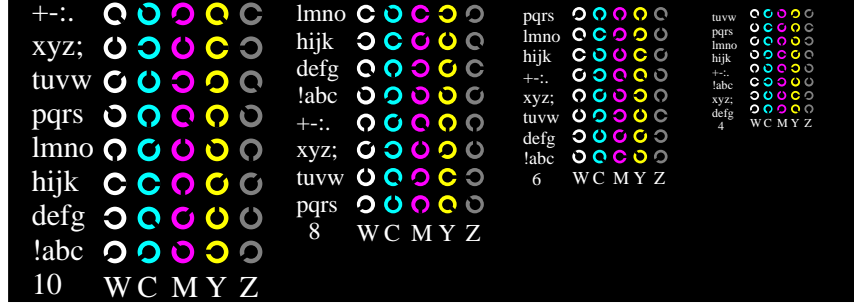 +-:.
xyz;
tuvw
pqrs
lmno
hijk
defg
!abc
10 W C M Y Z
lmno
hijk
defg
!abc
+-:.
xyz;
tuvw
pqrs
8 W C M Y Z
pqrs
lmno
hijk
+-:.
xyz;
tuvw
defg
!abc
6 W C M Y Z
tuvw
pqrs
lmno
hijk
+-:.
!abc
xyz;
defg
4 W C M Y Z